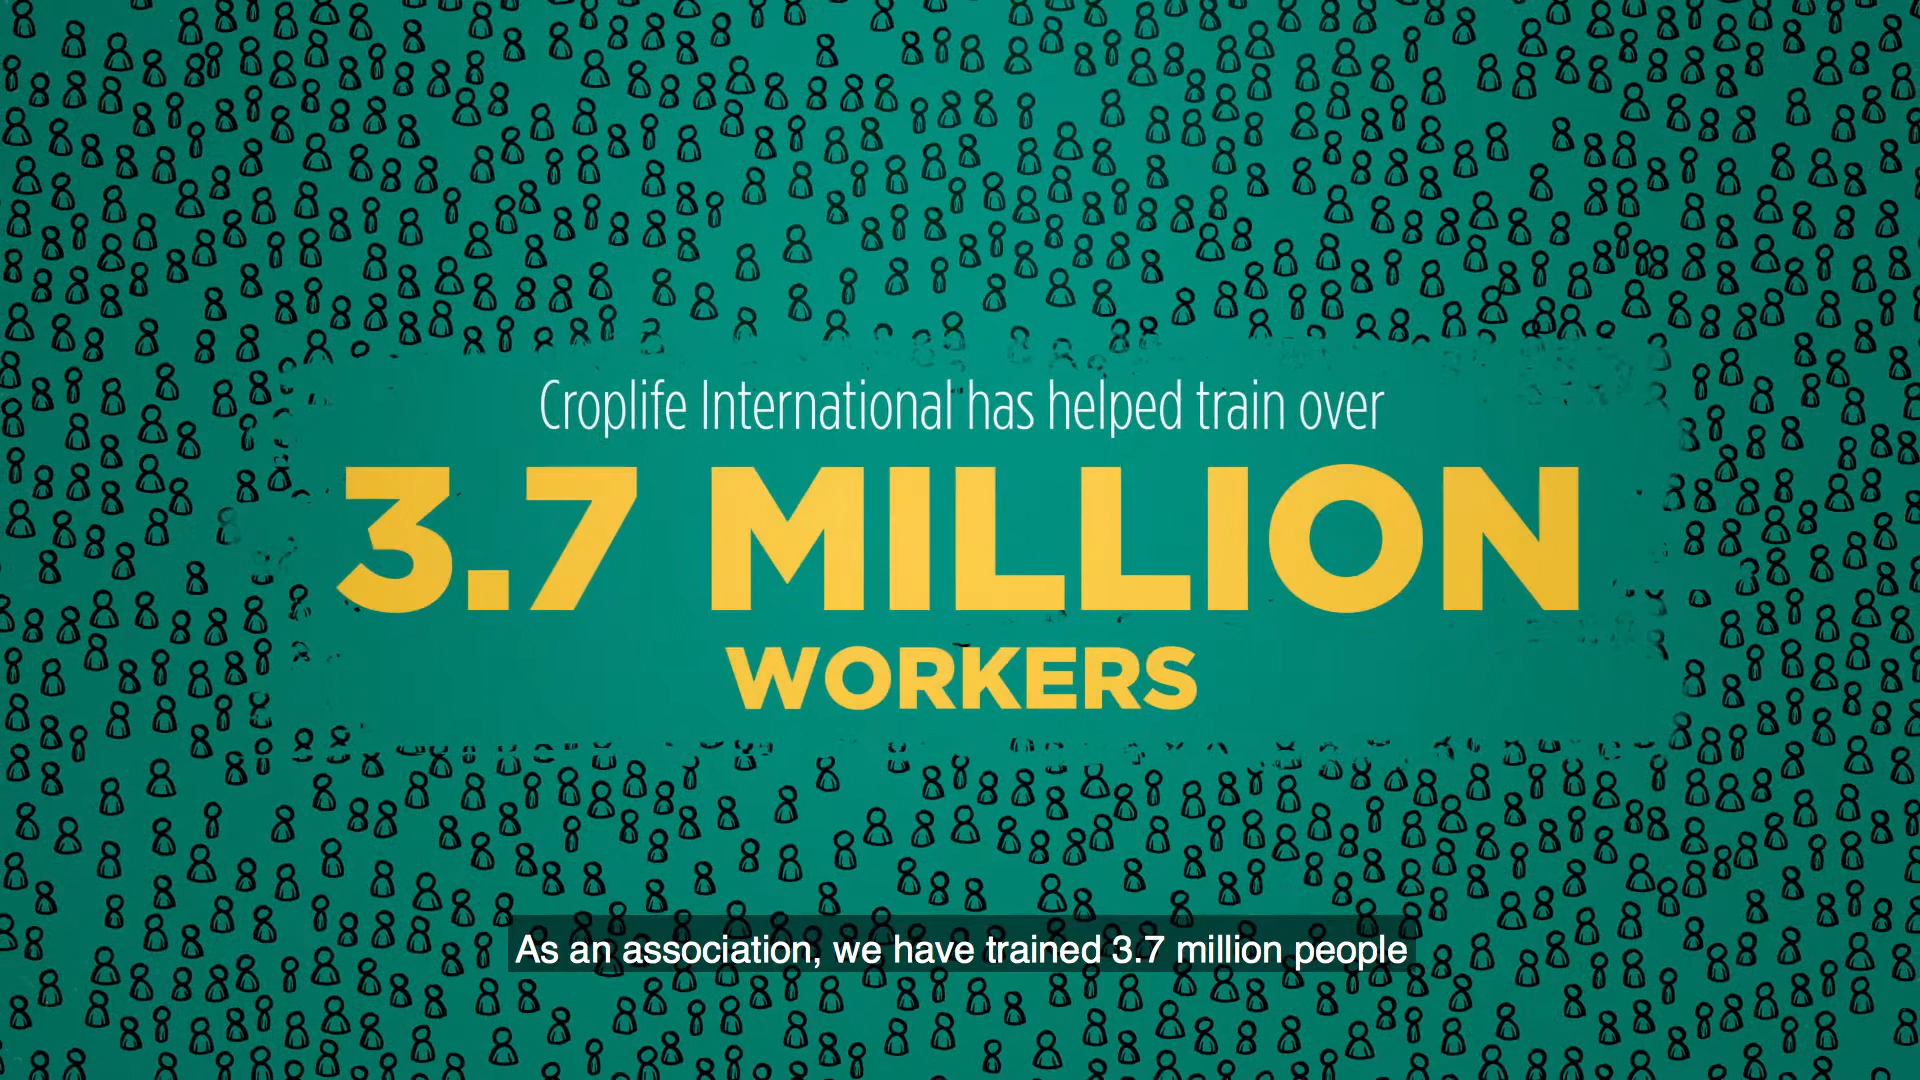 Croplife International has helped train over
3.7 MILLION
WORKERS
As an association, we have trained 3.7 million people